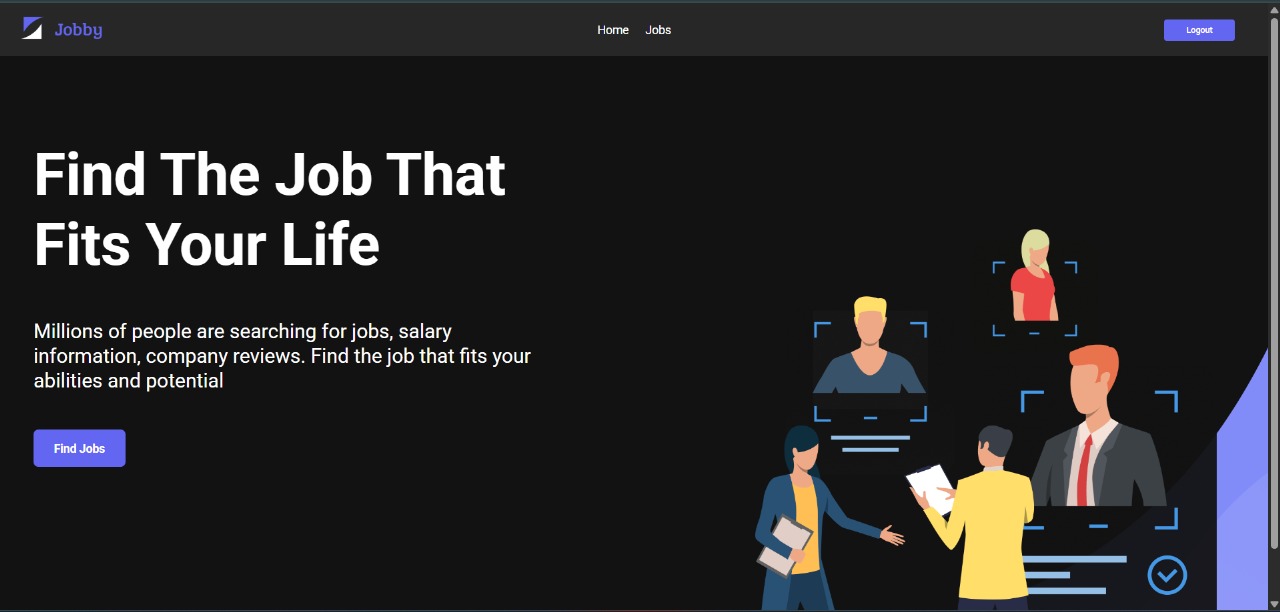 Jobby
Home
Jobs
Logout
Find The Job That
Fits Your Life
Millions of people are searching for jobs, salary
information, company reviews. Find the job that fits your
abilities and potential
Find Jobs